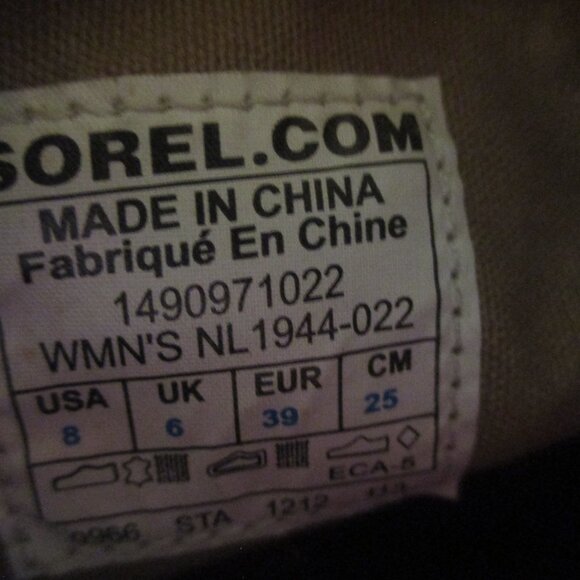 SOREL.COM
MADE IN CHINA
Fabriqué En Chine
1490971022
WMN'S NL1944-022
USA UK EUR CM
8 6 39 25
ECA-5
9966 STA 1212